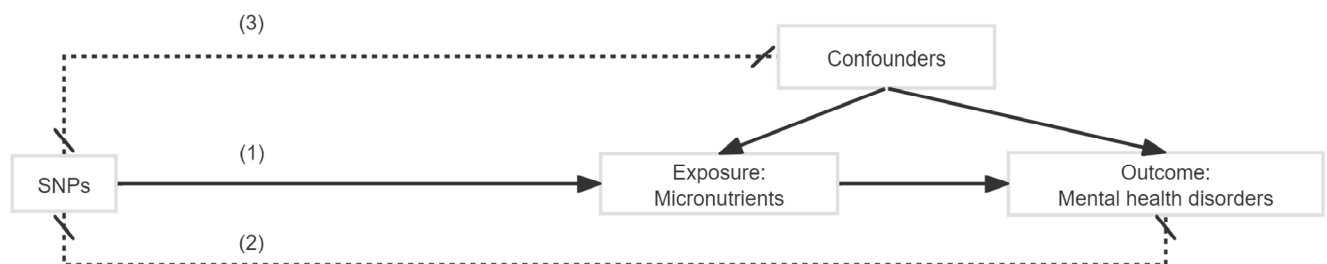 (3)
Confounders
(1)
SNPs
Exposure:
Micronutrients
Outcome:
Mental health disorders
(2)